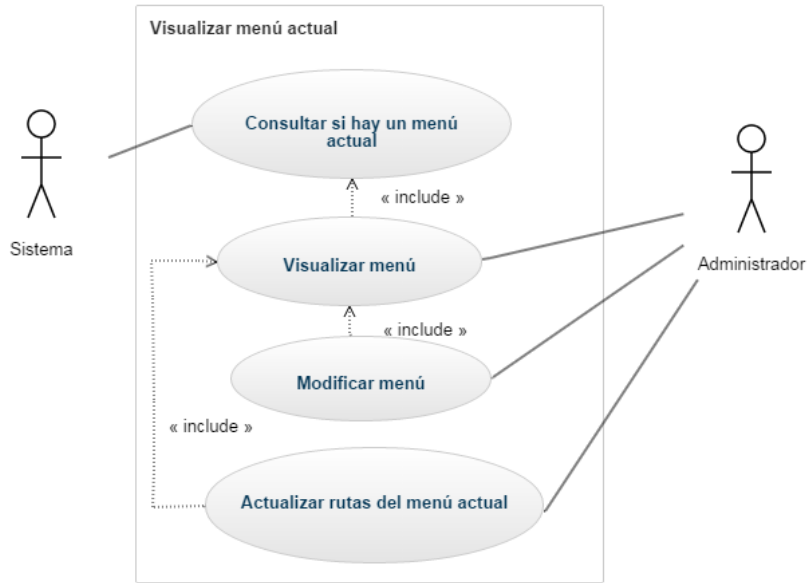 Visualizar menú actual
Consultar si hay un menú
actual
« include »
Sistema
Visualizar menú
Administrador
« include »
Modificar menú
« include »
Actualizar rutas del menú actual